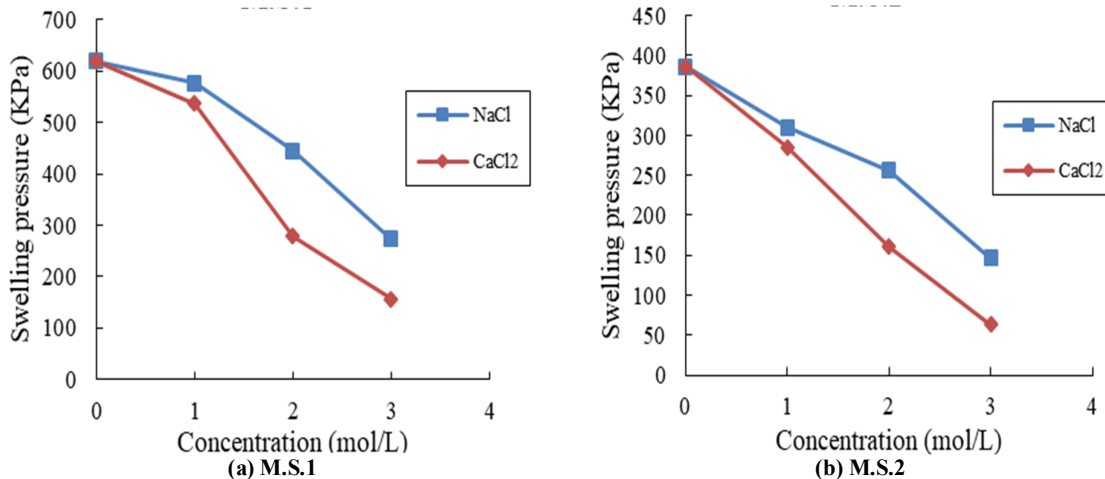 700
600
500
400
300
200
100
0
0 1 2 3 4
Swelling pressure (KPa)
Concentration (mol/L)
NaCl
CaCl2
(a) M.S.1
450
400
350
300
250
200
150
100
50
0
0 1 2 3 4
Swelling pressure (KPa)
Concentration (mol/L)
NaCl
CaCl2
(b) M.S.2